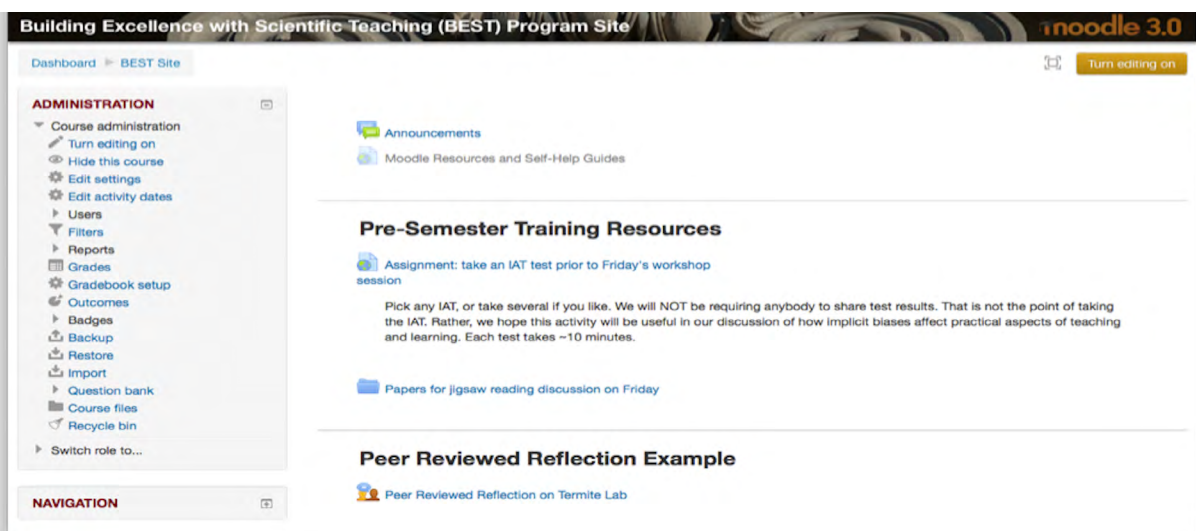 Building Excellence with Scientific Teaching (BEST) Program Site
moodle 3.0
Dashboard BEST Site
Turn editing on
ADMINISTRATION
Course administration
Turn editing on
Hide this course
Edit settings
Edit activity dates
Users
Filters
Reports
Grades
Gradebook setup
Outcomes
Badges
Backup
Restore
Import
Question bank
Course files
Recycle bin
Switch role to...
NAVIGATION
Announcements
Moodle Resources and Self-Help Guides
Pre-Semester Training Resources
Assignment: take an IAT test prior to Friday's workshop
session
Pick any IAT, or take several if you like. We will NOT be requiring anybody to share test results. That is not the point of taking
the IAT. Rather, we hope this activity will be useful in our discussion of how implicit biases affect practical aspects of teaching
and learning. Each test takes ~10 minutes.
Papers for jigsaw reading discussion on Friday
Peer Reviewed Reflection Example
Peer Reviewed Reflection on Termite Lab